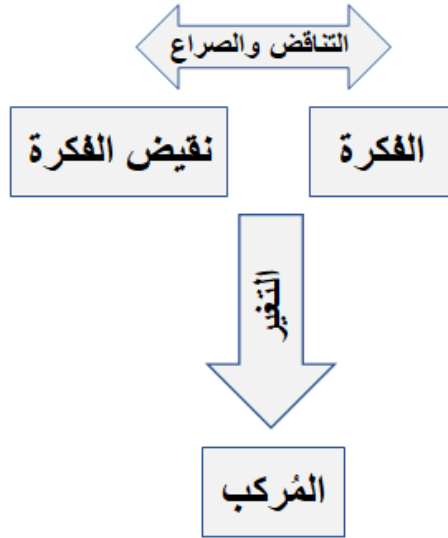 التناقض والصراع
الفكرة
نقيض الفكرة
التغير
المُركب